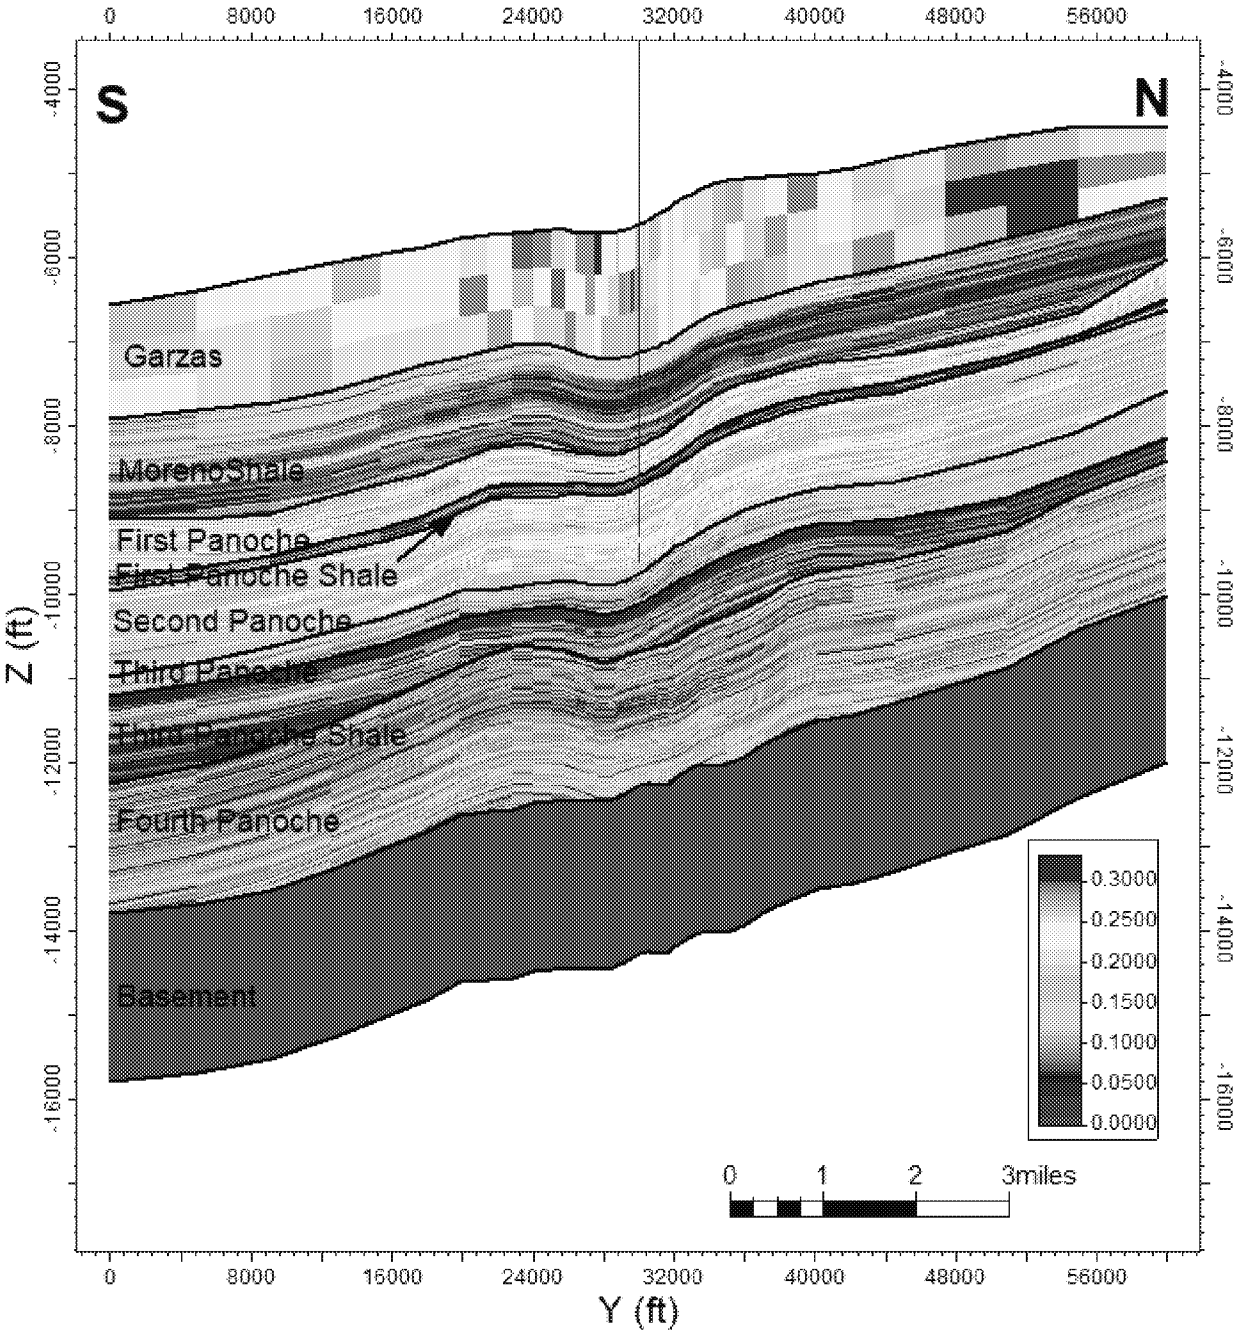 0 8000 16000 24000 32000 40000 48000 56000
S N
-4000 -4000
-6000 -6000
Garzas
-8000 -8000
MorenoShale
First Panoche
First Panoche Shale
-10000 -10000
Second Panoche
Z (ft)
Third Panoche
Third Panoche Shale
-12000 -12000
Fourth Panoche
0.3000
0.2500
-14000 -14000
0.2000
Basement
0.1500
0.1000
0.0500
-16000 -16000
0.0000
0 1 2 3miles
0 8000 16000 24000 32000 40000 48000 56000
Y (ft)